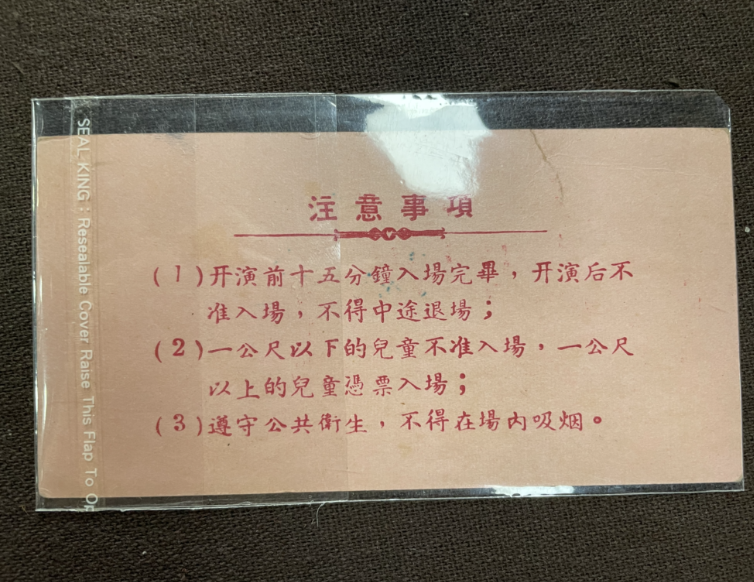 注意事項
(1)开演前十五分鐘入場完畢，开演后不
准入場，不得中途退場；
(2)一公尺以下的兒童不准入場，一公尺
以上的兒童憑票入場；
(3)遵守公共衛生，不得在場內吸烟。
SEAL KING : Resealable Cover Raise This Flap To Op